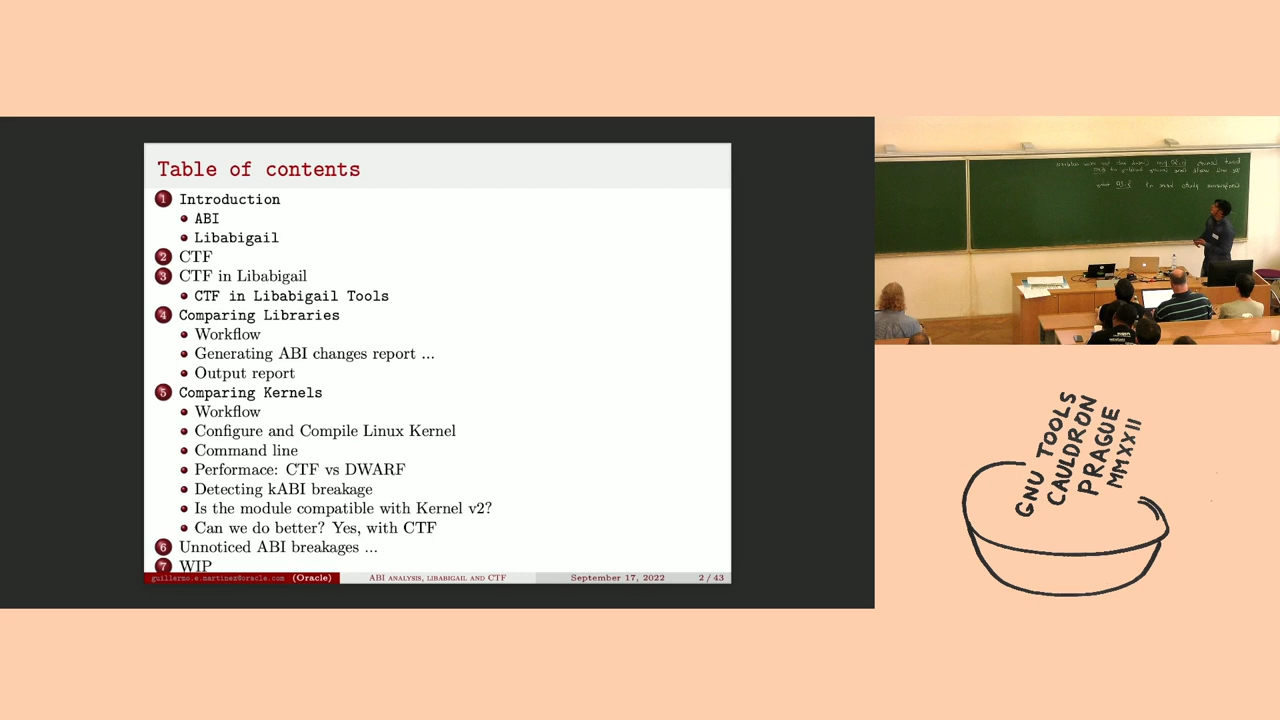 Table of contents
1 Introduction
ABI
Libabigail
2 CTF
3 CTF in Libabigail
CTF in Libabigail Tools
4 Comparing Libraries
Workflow
Generating ABI changes report ...
Output report
5 Comparing Kernels
Workflow
Configure and Compile Linux Kernel
Command line
Performace: CTF vs DWARF
Detecting kABI breakage
Is the module compatible with Kernel v2?
Can we do better? Yes, with CTF
6 Unnoticed ABI breakages ...
7 WIP
guillermo.e.martinez@oracle.com (Oracle) ABI analysis, libabigail and CTF September 17, 2022 2 / 43
GNU TOOLS
CAULDRON
PRAGUE
MMXXII